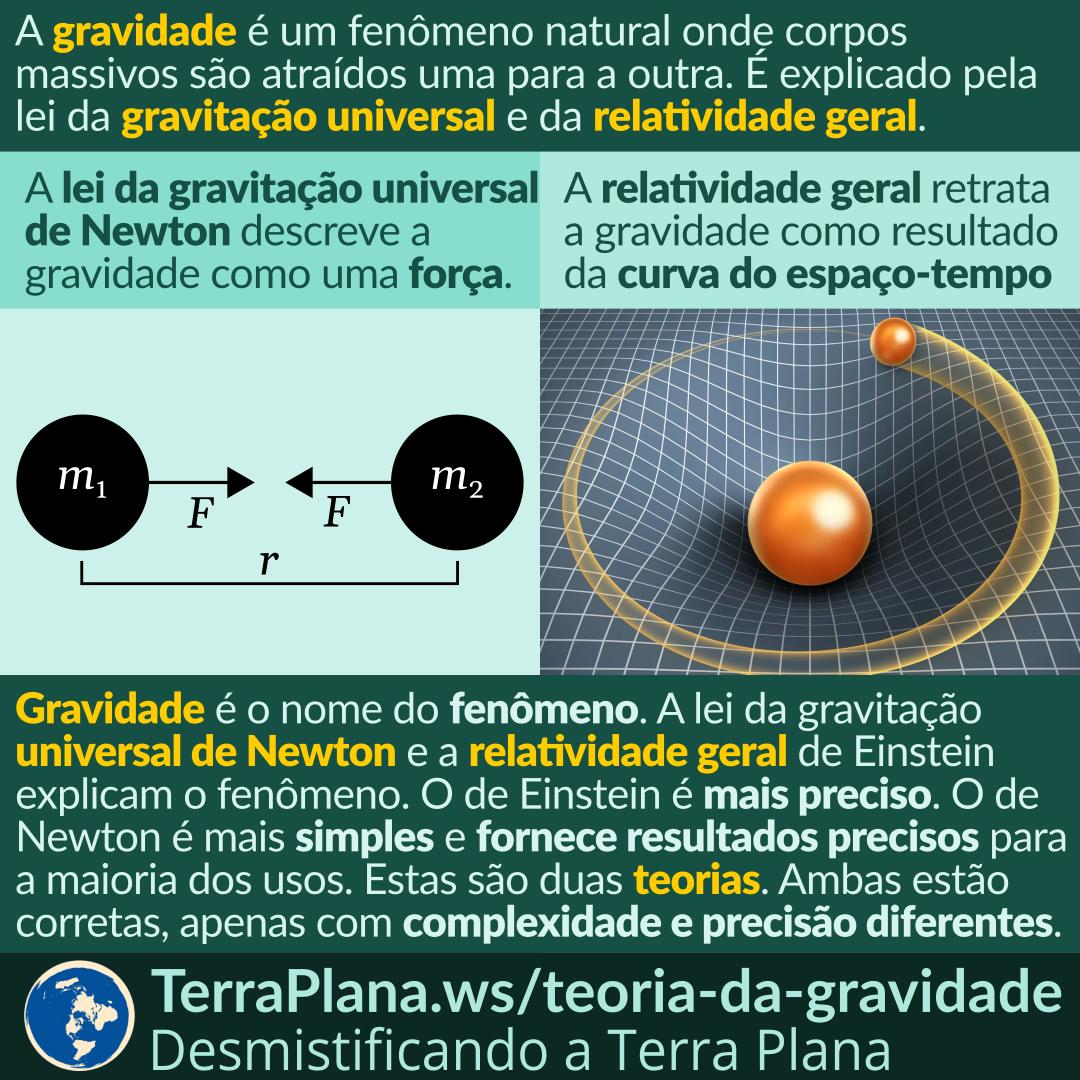 A gravidade é um fenômeno natural onde corpos
massivos são atraídos uma para a outra. É explicado pela
lei da gravitação universal e da relatividade geral.
A lei da gravitação universal
de Newton descreve a
gravidade como uma força.
A relatividade geral retrata
a gravidade como resultado
da curva do espaço-tempo
m₁
m₂
F
F
r
Gravidade é o nome do fenômeno. A lei da gravitação
universal de Newton e a relatividade geral de Einstein
explicam o fenômeno. O de Einstein é mais preciso. O de
Newton é mais simples e fornece resultados precisos para
a maioria dos usos. Estas são duas teorias. Ambas estão
corretas, apenas com complexidade e precisão diferentes.
TerraPlana.ws/teoria-da-gravidade
Desmistificando a Terra Plana